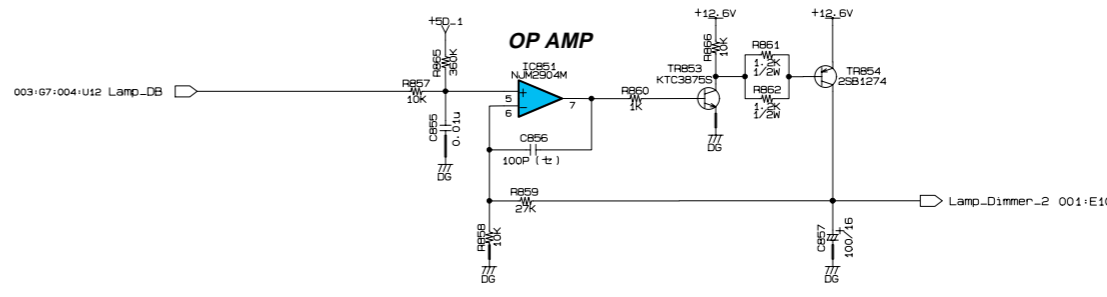 +12.6V
+12.6V
+5D_1
OP AMP
R865
360K
R866
10K
R861
1.2K
1/2W
IC851
NJM2904M
TR853
KTC3875S
TR854
2SB1274
003:G7:004:U12 Lamp_DB
R857
10K
5
6
7
R860
1K
R862
1.2K
1/2W
C855
0.01u
DG
C856
100P (セ)
DG
R859
27K
Lamp_Dimmer_2 001:E10
R858
10K
C857
+
100/16
DG
DG